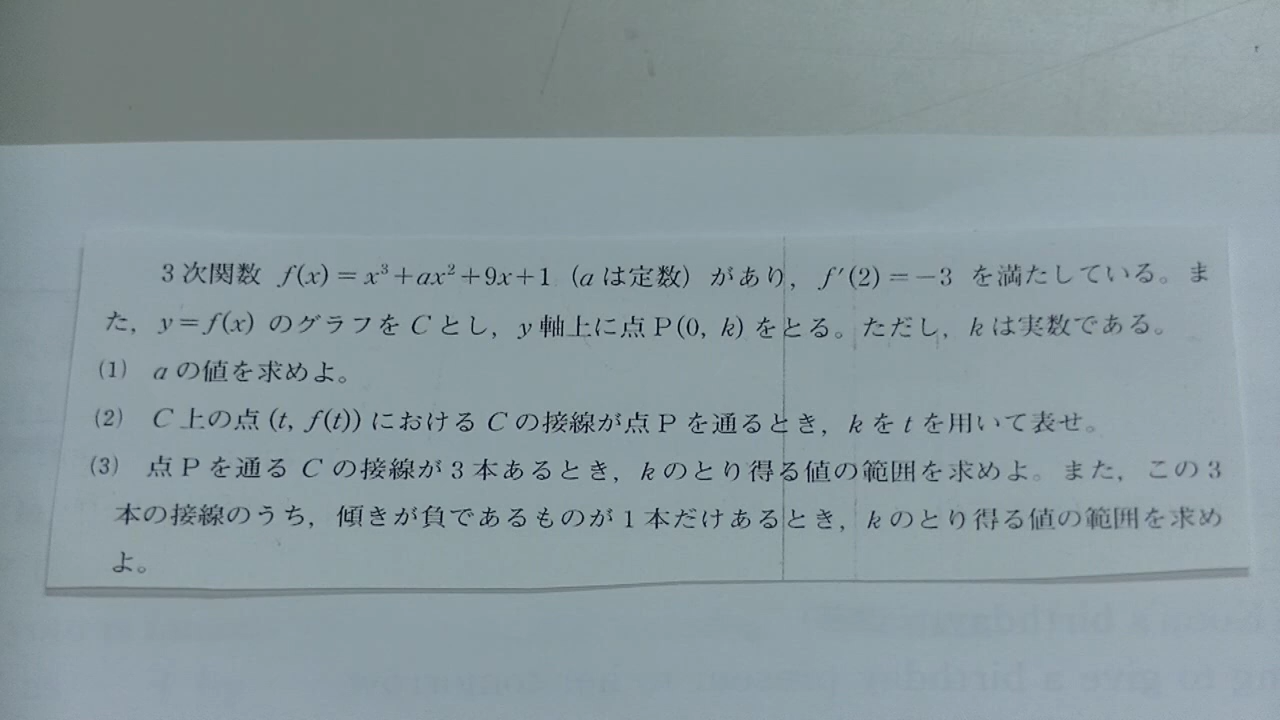 3次関数 f(x)=x³+ax²+9x+1 (aは定数) があり, f′(2)=−3 を満たしている。ま
た, y=f(x) のグラフを C とし, y 軸上に点 P(0, k) をとる。ただし, k は実数である。
(1) a の値を求めよ。
(2) C 上の点 (t, f(t)) における C の接線が点 P を通るとき, k を t を用いて表せ。
(3) 点 P を通る C の接線が 3 本あるとき, k のとり得る値の範囲を求めよ。また, この 3
本の接線のうち, 傾きが負であるものが 1 本だけあるとき, k のとり得る値の範囲を求め
よ。